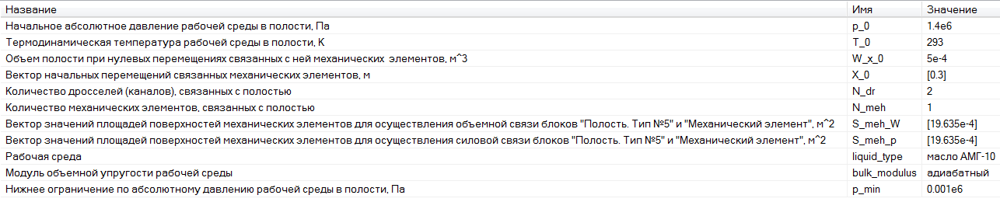 Название Имя Значение
Начальное абсолютное давление рабочей среды в полости, Па p_0 1.4e6
Термодинамическая температура рабочей среды в полости, К T_0 293
Объем полости при нулевых перемещениях связанных с ней механических элементов, м^3 W_x_0 5e-4
Вектор начальных перемещений связанных механических элементов, м X_0 [0.3]
Количество дросселей (каналов), связанных с полостью N_dr 2
Количество механических элементов, связанных с полостью N_meh 1
Вектор значений площадей поверхностей механических элементов для осуществления объемной связи блоков "Полость. Тип №5" и "Механический элемент", м^2 S_meh_W [19.635e-4]
Вектор значений площадей поверхностей механических элементов для осуществления силовой связи блоков "Полость. Тип №5" и "Механический элемент", м^2 S_meh_p [19.635e-4]
Рабочая среда liquid_type масло АМГ-10
Модуль объемной упругости рабочей среды bulk_modulus адиабатный
Нижнее ограничение по абсолютному давлению рабочей среды в полости, Па p_min 0.001e6